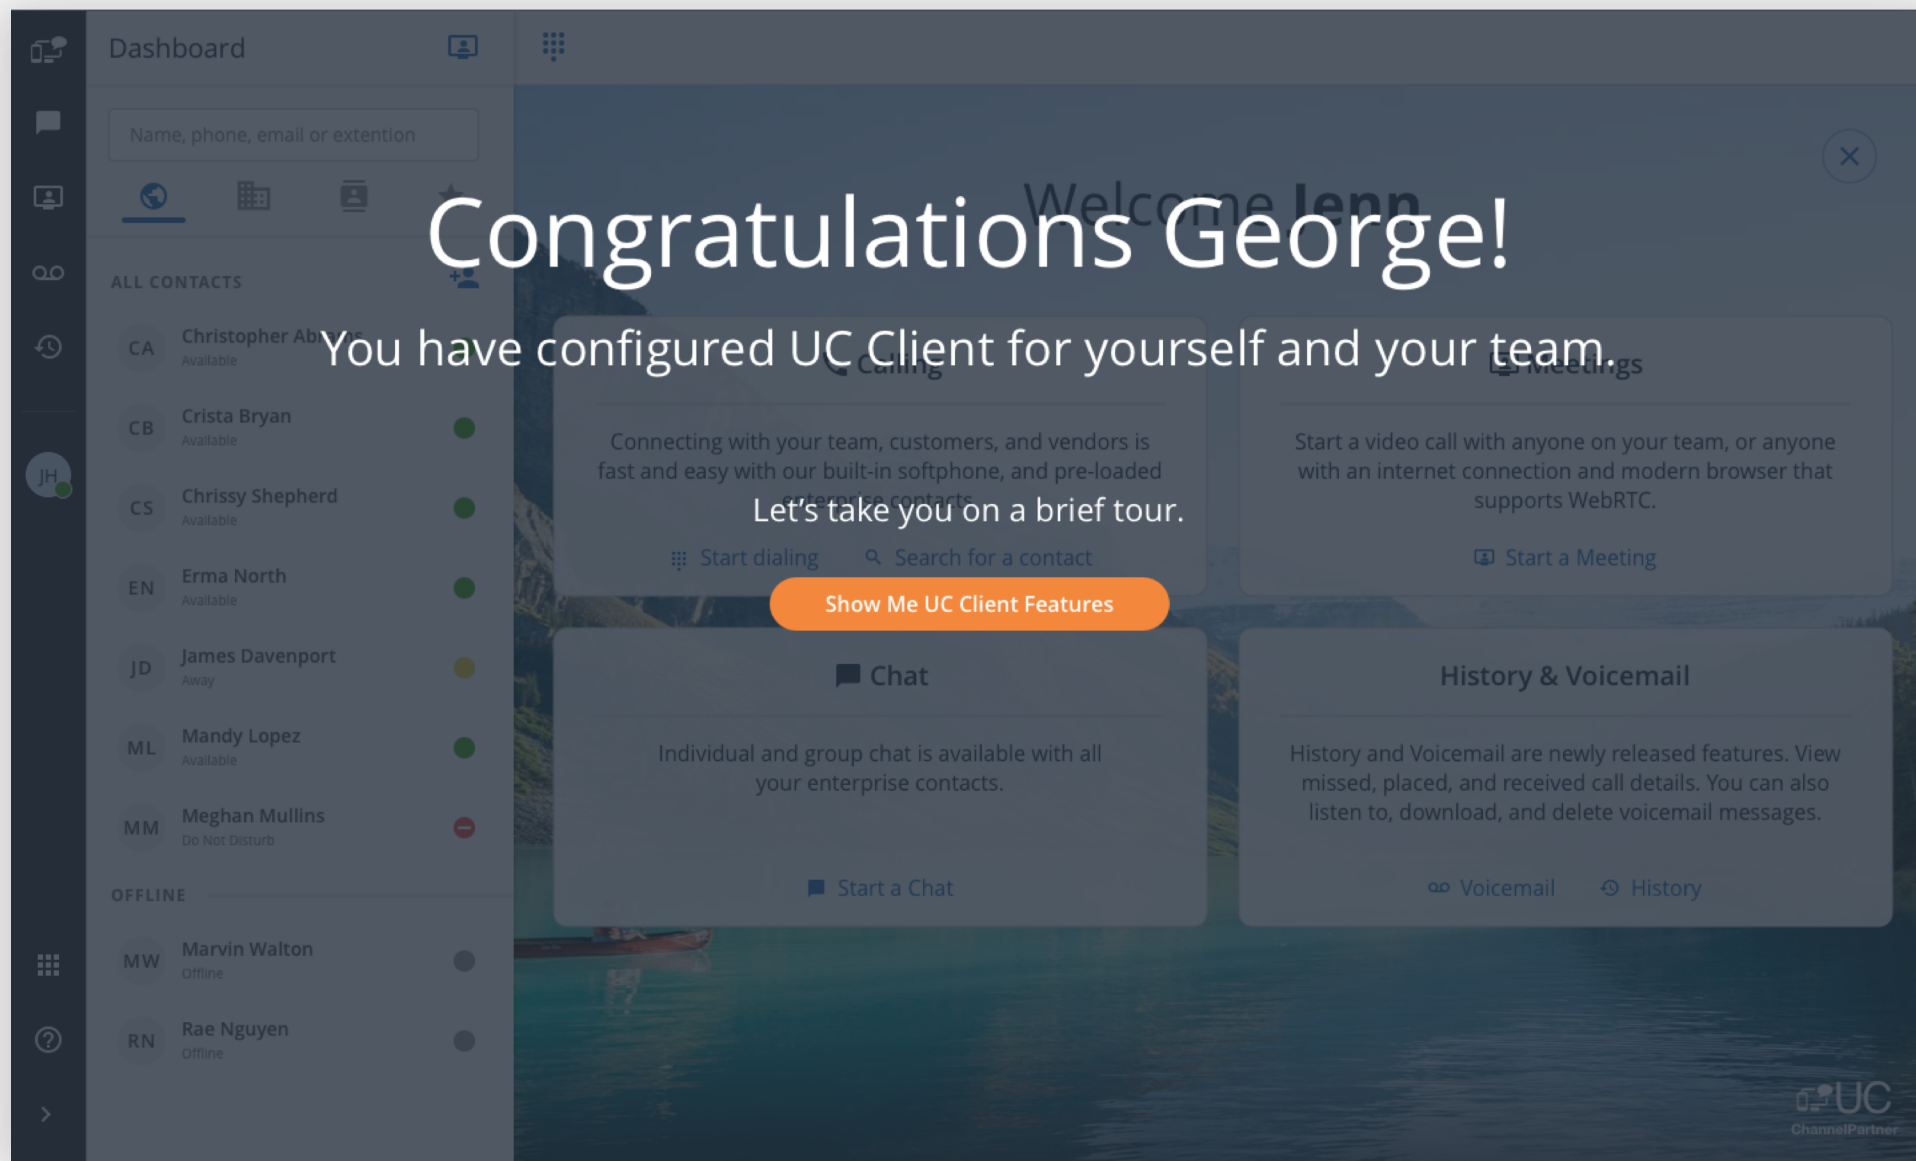 Dashboard
Name, phone, email or extention
Welcome Jenn
Congratulations George!
You have configured UC Client for yourself and your team.
Let's take you on a brief tour.
Show Me UC Client Features
ALL CONTACTS
CA
Christopher Abrams
Available
CB
Crista Bryan
Available
CS
Chrissy Shepherd
Available
EN
Erma North
Available
JD
James Davenport
Away
ML
Mandy Lopez
Available
MM
Meghan Mullins
Do Not Disturb
OFFLINE
MW
Marvin Walton
Offline
RN
Rae Nguyen
Offline
JH
Calling
Connecting with your team, customers, and vendors is
fast and easy with our built-in softphone, and pre-loaded
enterprise contacts.
Start dialing
Search for a contact
Meetings
Start a video call with anyone on your team, or anyone
with an internet connection and modern browser that
supports WebRTC.
Start a Meeting
Chat
Individual and group chat is available with all
your enterprise contacts.
Start a Chat
History & Voicemail
History and Voicemail are newly released features. View
missed, placed, and received call details. You can also
listen to, download, and delete voicemail messages.
Voicemail
History
UC
ChannelPartner